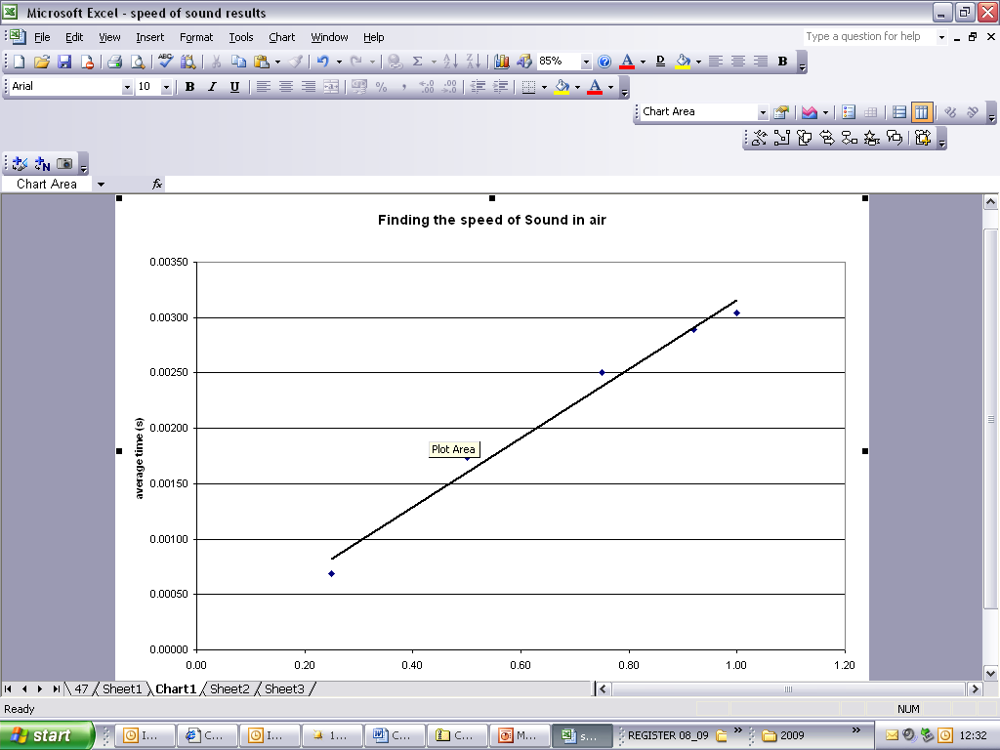 Microsoft Excel - speed of sound results
File Edit View Insert Format Tools Chart Window Help
Type a question for help
85%
Arial 10 B I U
Chart Area
Chart Area fx
Finding the speed of Sound in air
0.00350
0.00300
0.00250
0.00200
0.00150
0.00100
0.00050
0.00000
average time (s)
Plot Area
0.00 0.20 0.40 0.60 0.80 1.00 1.20
47 Sheet1 Chart1 Sheet2 Sheet3
Ready NUM
start I... C... I... 1... C... C... M... s... REGISTER 08_09 » 2009 » 12:32